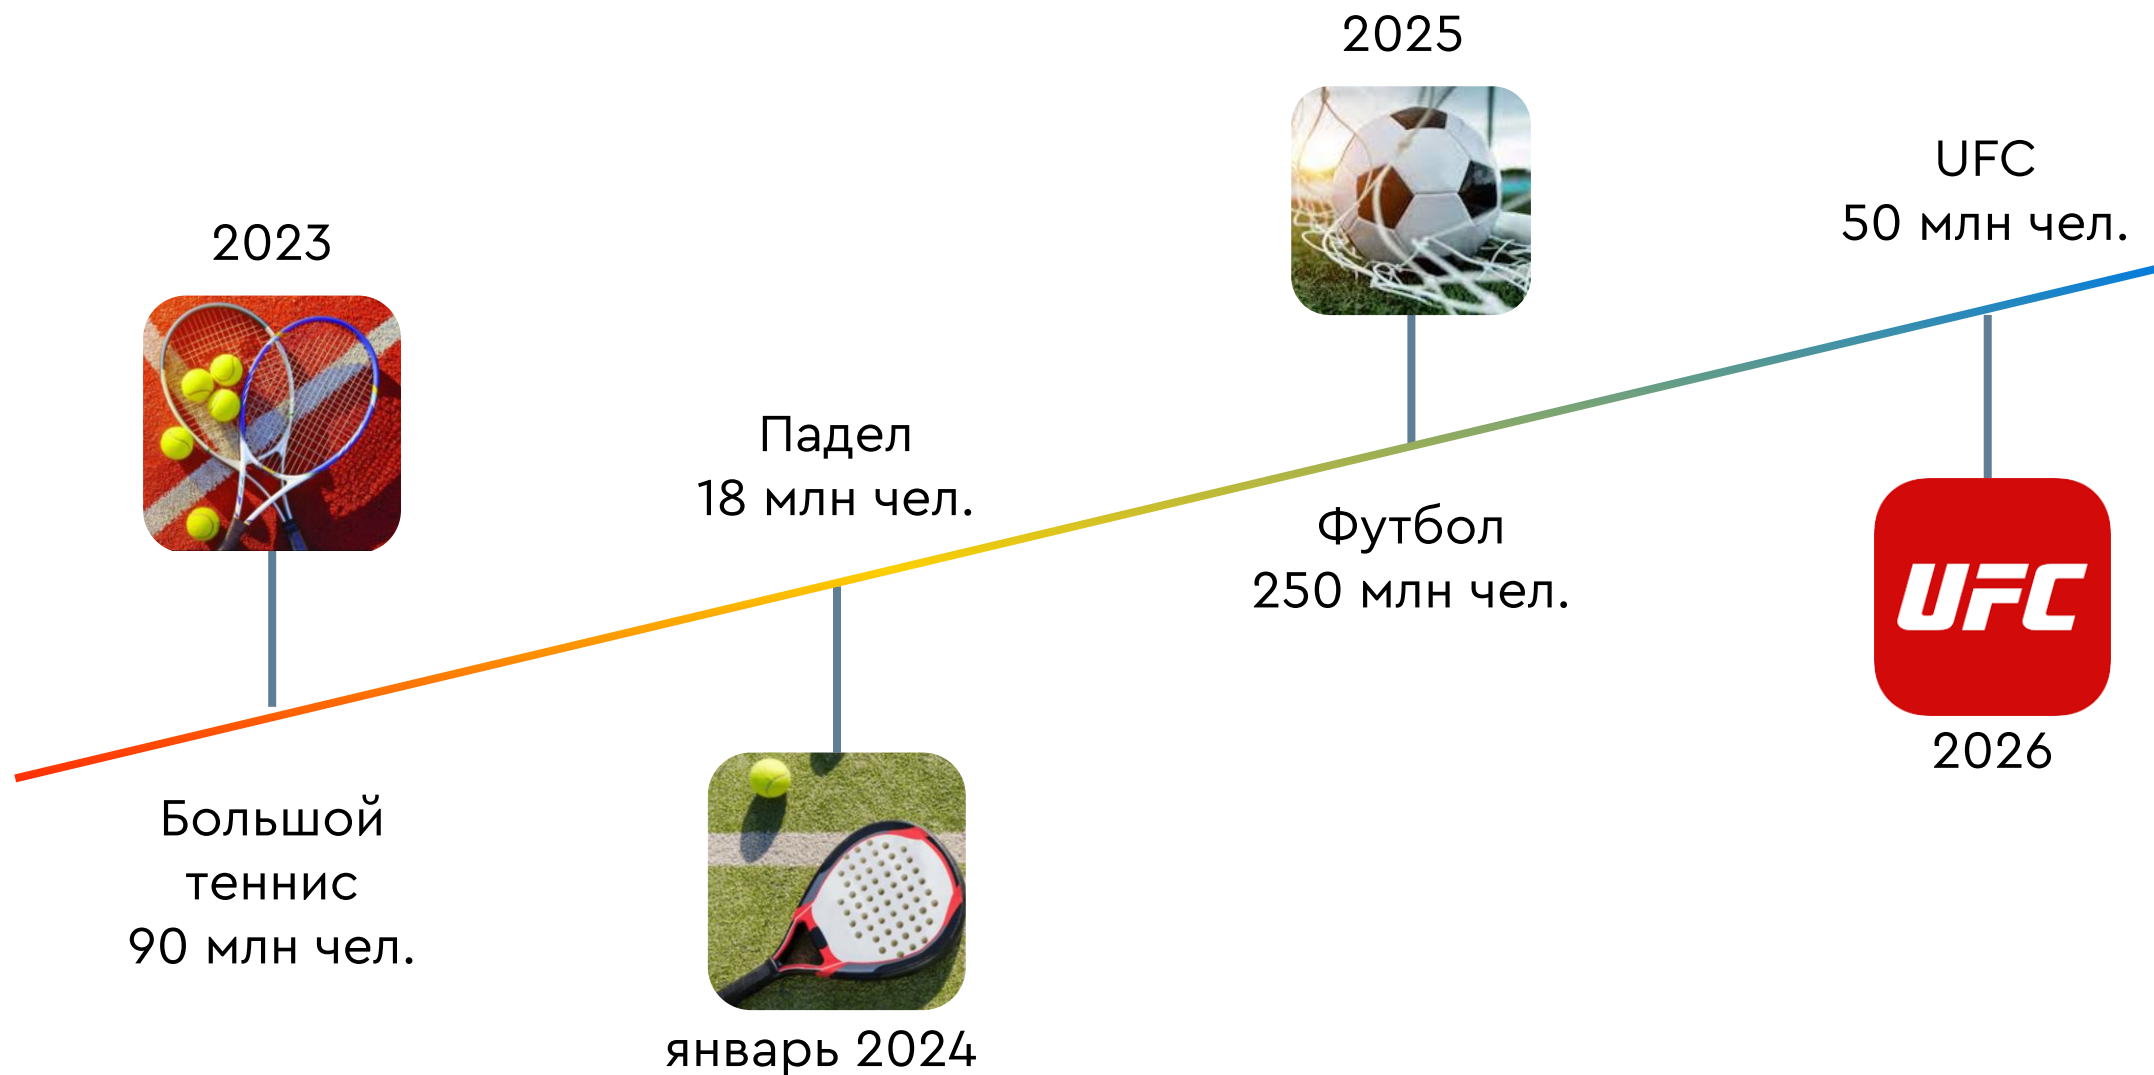 2023
Большой
теннис
90 млн чел.
Падел
18 млн чел.
январь 2024
2025
Футбол
250 млн чел.
UFC
50 млн чел.
UFC
2026